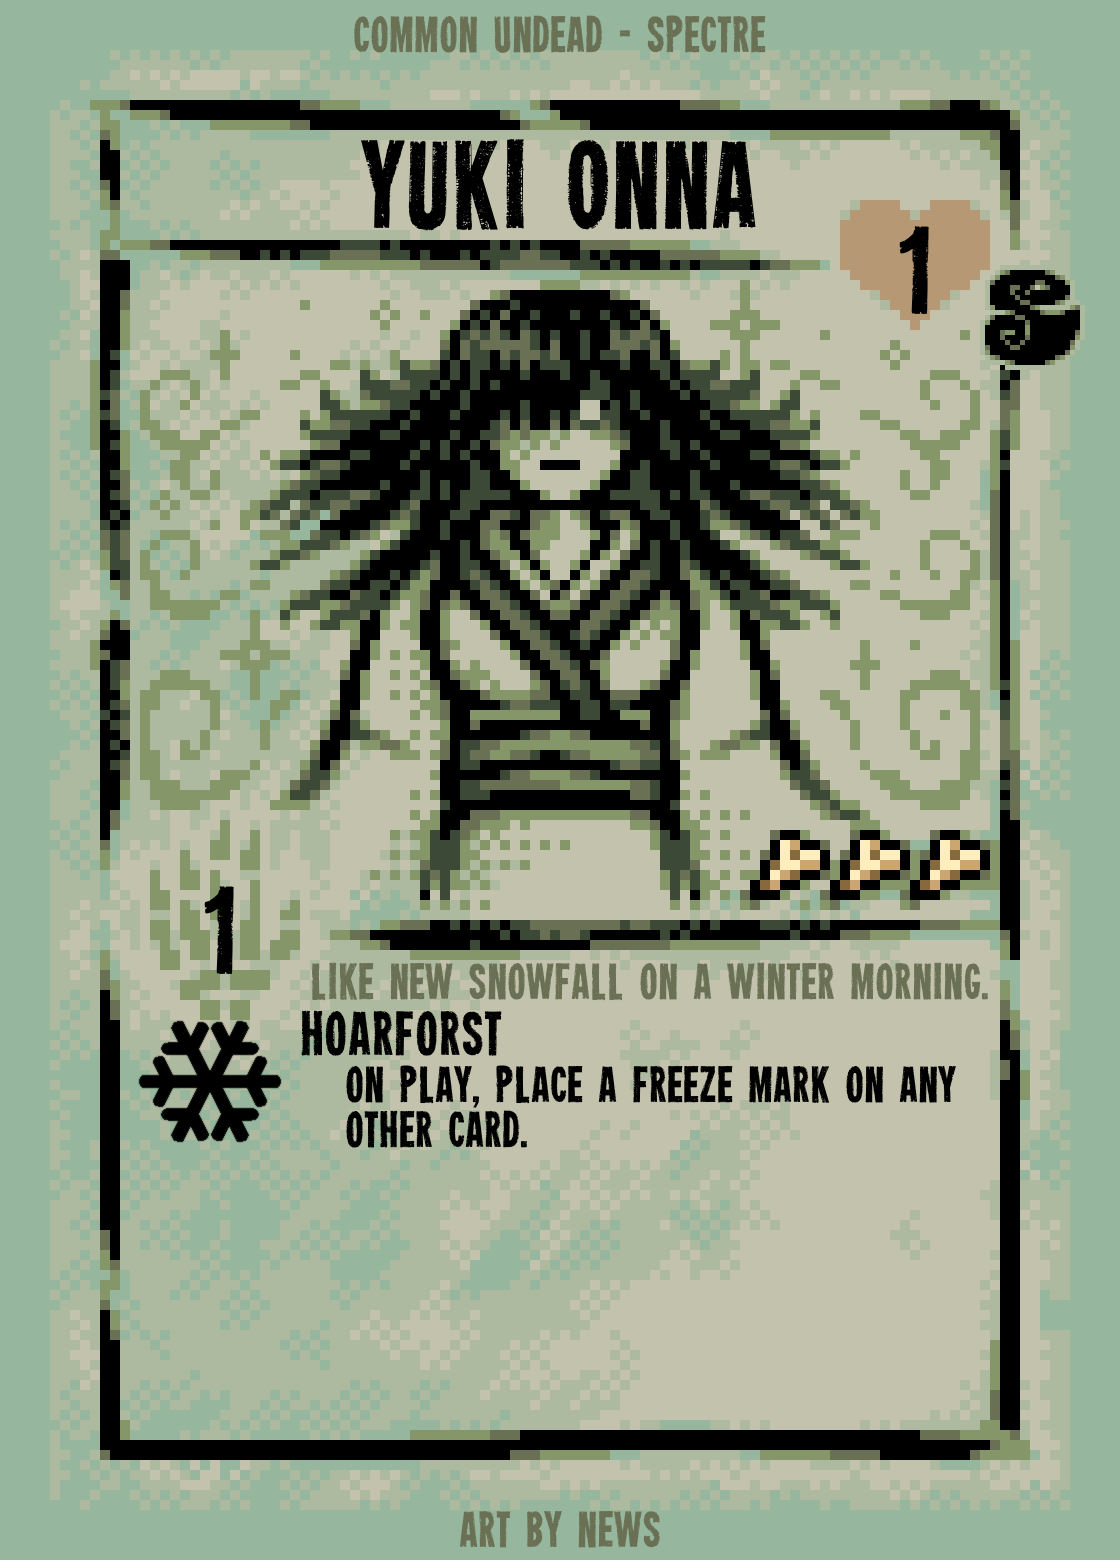 COMMON UNDEAD - SPECTRE
YUKI ONNA
1
1
LIKE NEW SNOWFALL ON A WINTER MORNING.
HOARFORST
ON PLAY, PLACE A FREEZE MARK ON ANY
OTHER CARD.
ART BY NEWS